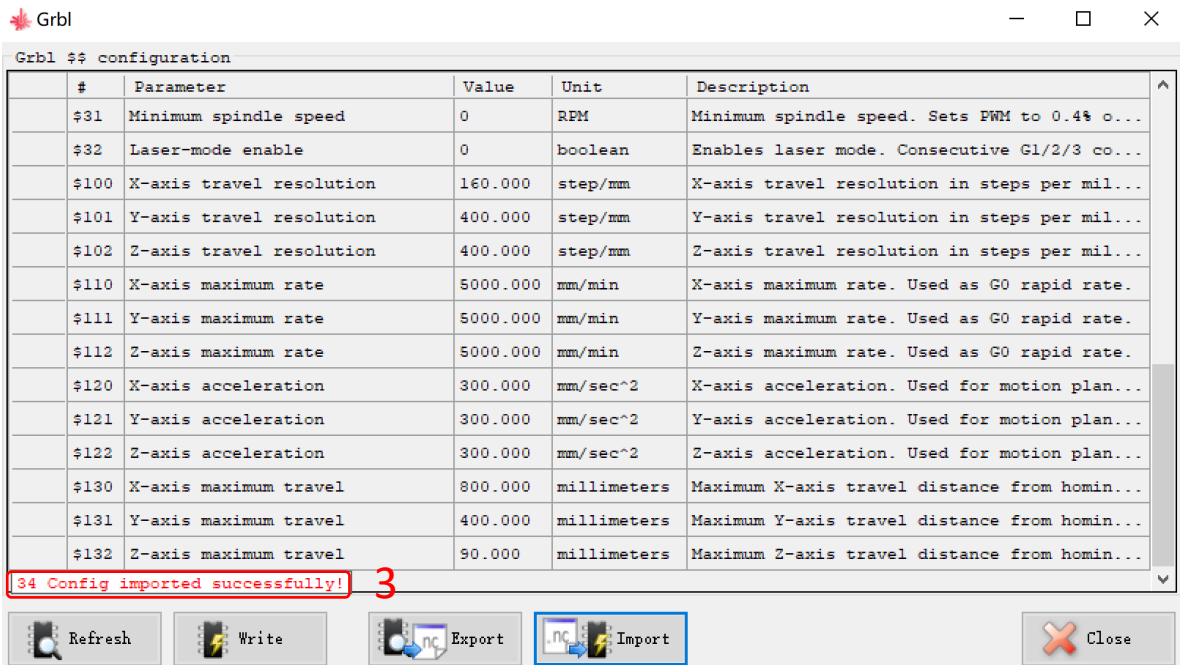 Grbl
Grbl $$ configuration
# Parameter Value Unit Description
$31 Minimum spindle speed 0 RPM Minimum spindle speed. Sets PWM to 0.4% o...
$32 Laser-mode enable 0 boolean Enables laser mode. Consecutive G1/2/3 co...
$100 X-axis travel resolution 160.000 step/mm X-axis travel resolution in steps per mil...
$101 Y-axis travel resolution 400.000 step/mm Y-axis travel resolution in steps per mil...
$102 Z-axis travel resolution 400.000 step/mm Z-axis travel resolution in steps per mil...
$110 X-axis maximum rate 5000.000 mm/min X-axis maximum rate. Used as G0 rapid rate.
$111 Y-axis maximum rate 5000.000 mm/min Y-axis maximum rate. Used as G0 rapid rate.
$112 Z-axis maximum rate 5000.000 mm/min Z-axis maximum rate. Used as G0 rapid rate.
$120 X-axis acceleration 300.000 mm/sec^2 X-axis acceleration. Used for motion plan...
$121 Y-axis acceleration 300.000 mm/sec^2 Y-axis acceleration. Used for motion plan...
$122 Z-axis acceleration 300.000 mm/sec^2 Z-axis acceleration. Used for motion plan...
$130 X-axis maximum travel 800.000 millimeters Maximum X-axis travel distance from homin...
$131 Y-axis maximum travel 400.000 millimeters Maximum Y-axis travel distance from homin...
$132 Z-axis maximum travel 90.000 millimeters Maximum Z-axis travel distance from homin...
34 Config imported successfully! 3
Refresh Write nc Export .nc Import Close